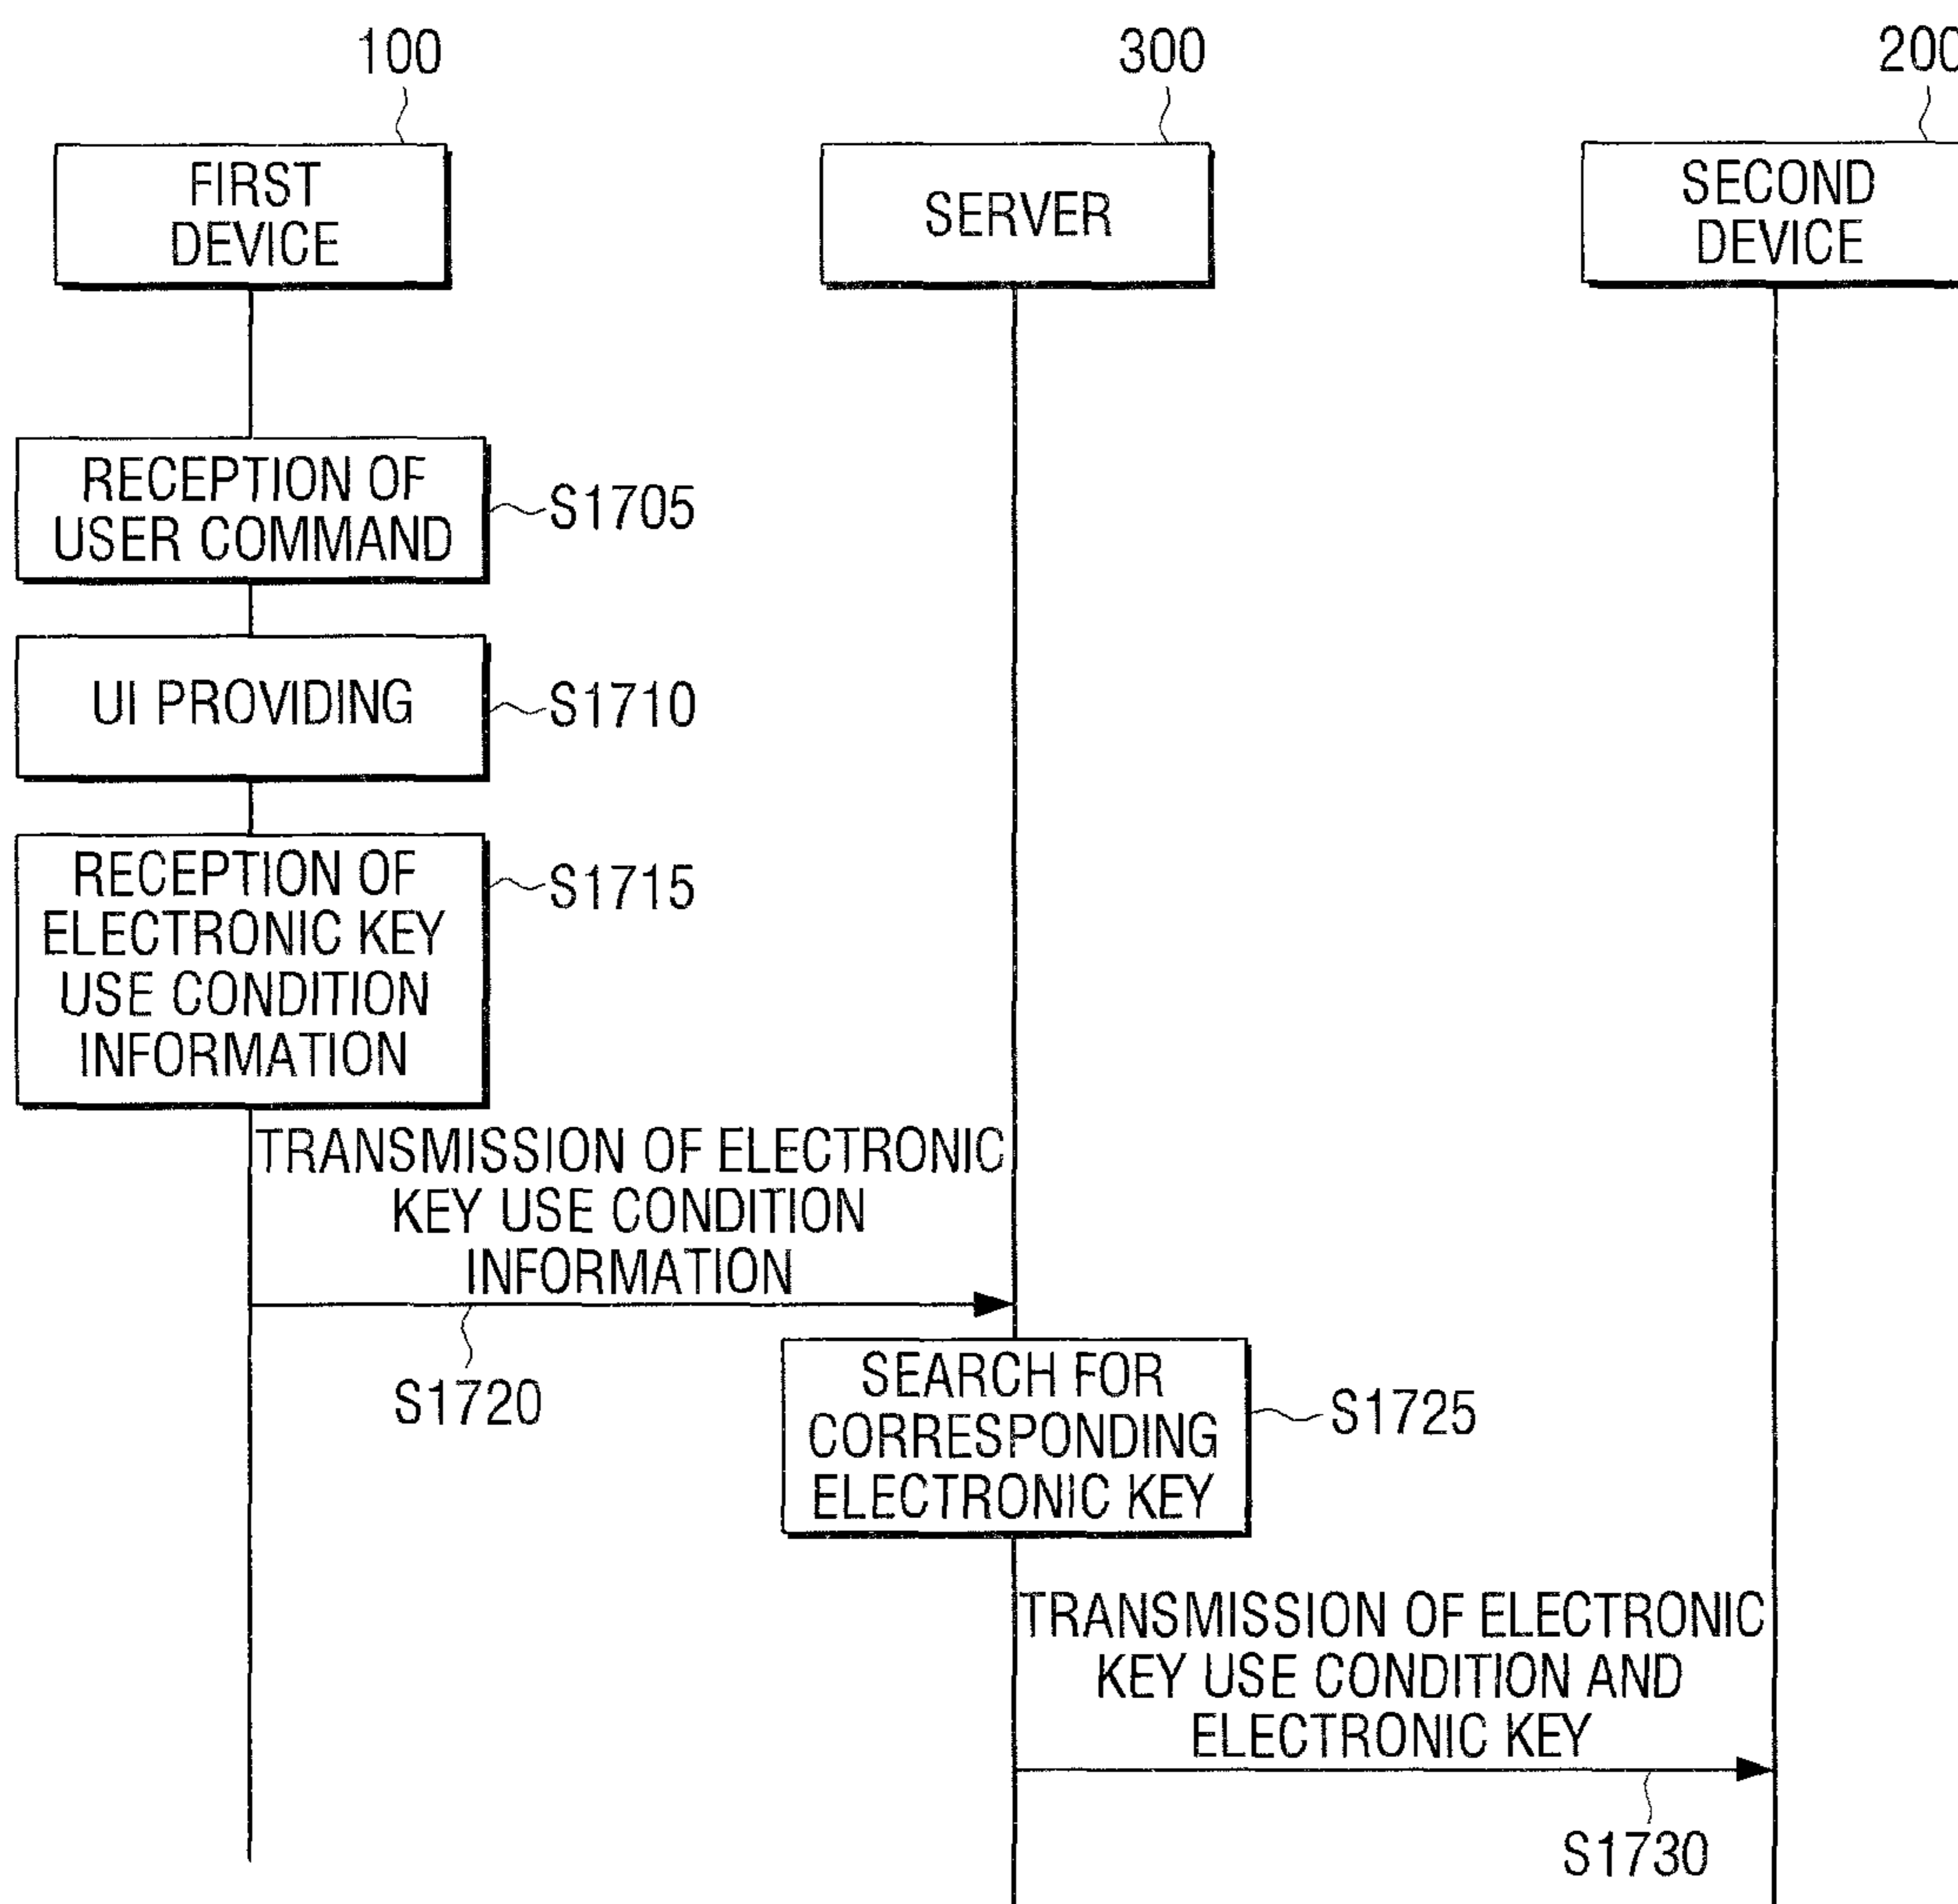 100
300
200
FIRST
DEVICE
SERVER
SECOND
DEVICE
RECEPTION OF
USER COMMAND
S1705
UI PROVIDING
S1710
RECEPTION OF
ELECTRONIC KEY
USE CONDITION
INFORMATION
S1715
TRANSMISSION OF ELECTRONIC
KEY USE CONDITION
INFORMATION
S1720
SEARCH FOR
CORRESPONDING
ELECTRONIC KEY
S1725
TRANSMISSION OF ELECTRONIC
KEY USE CONDITION AND
ELECTRONIC KEY
S1730